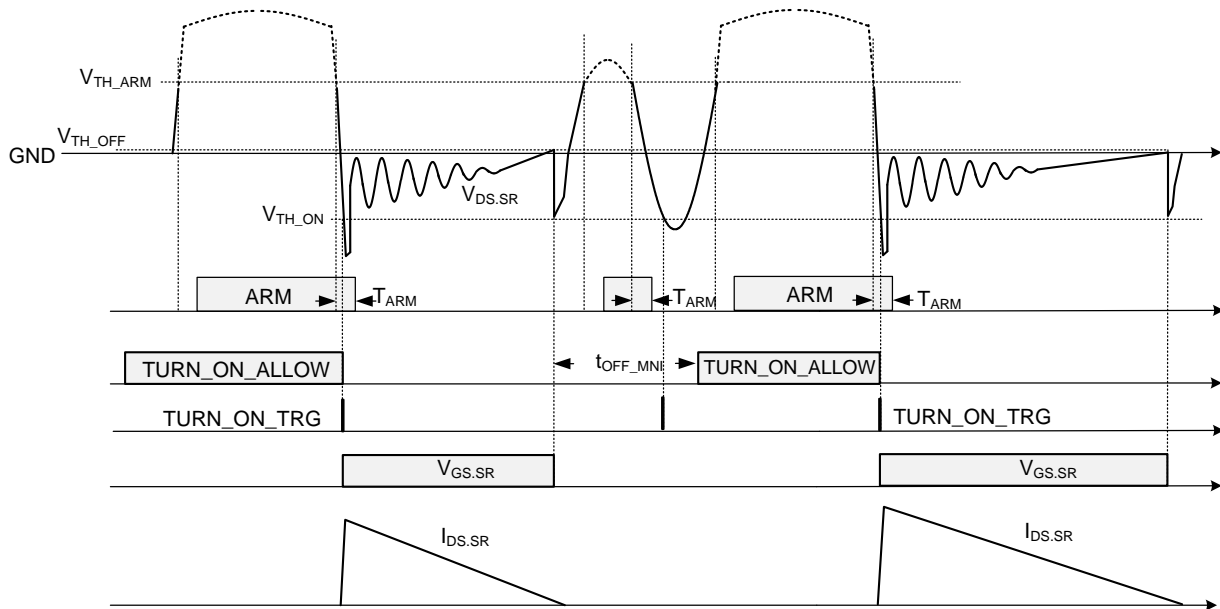 V_TH_ARM
V_TH_OFF
GND
V_DS.SR
V_TH_ON
ARM
T_ARM
T_ARM
ARM
T_ARM
TURN_ON_ALLOW
t_OFF_MNI
TURN_ON_ALLOW
TURN_ON_TRG
TURN_ON_TRG
V_GS.SR
V_GS.SR
I_DS.SR
I_DS.SR